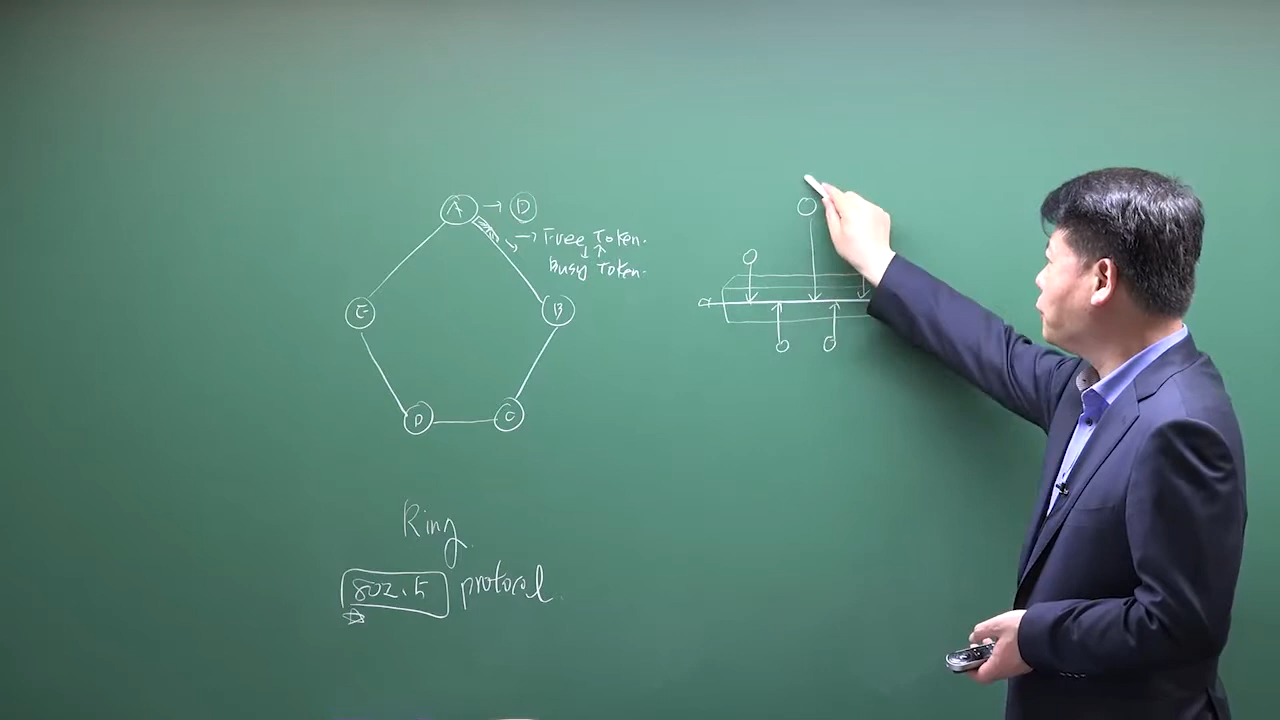 A → D
→ Free Token.
Busy Token.
E
B
D
C
Ring.
802.5 protocol.